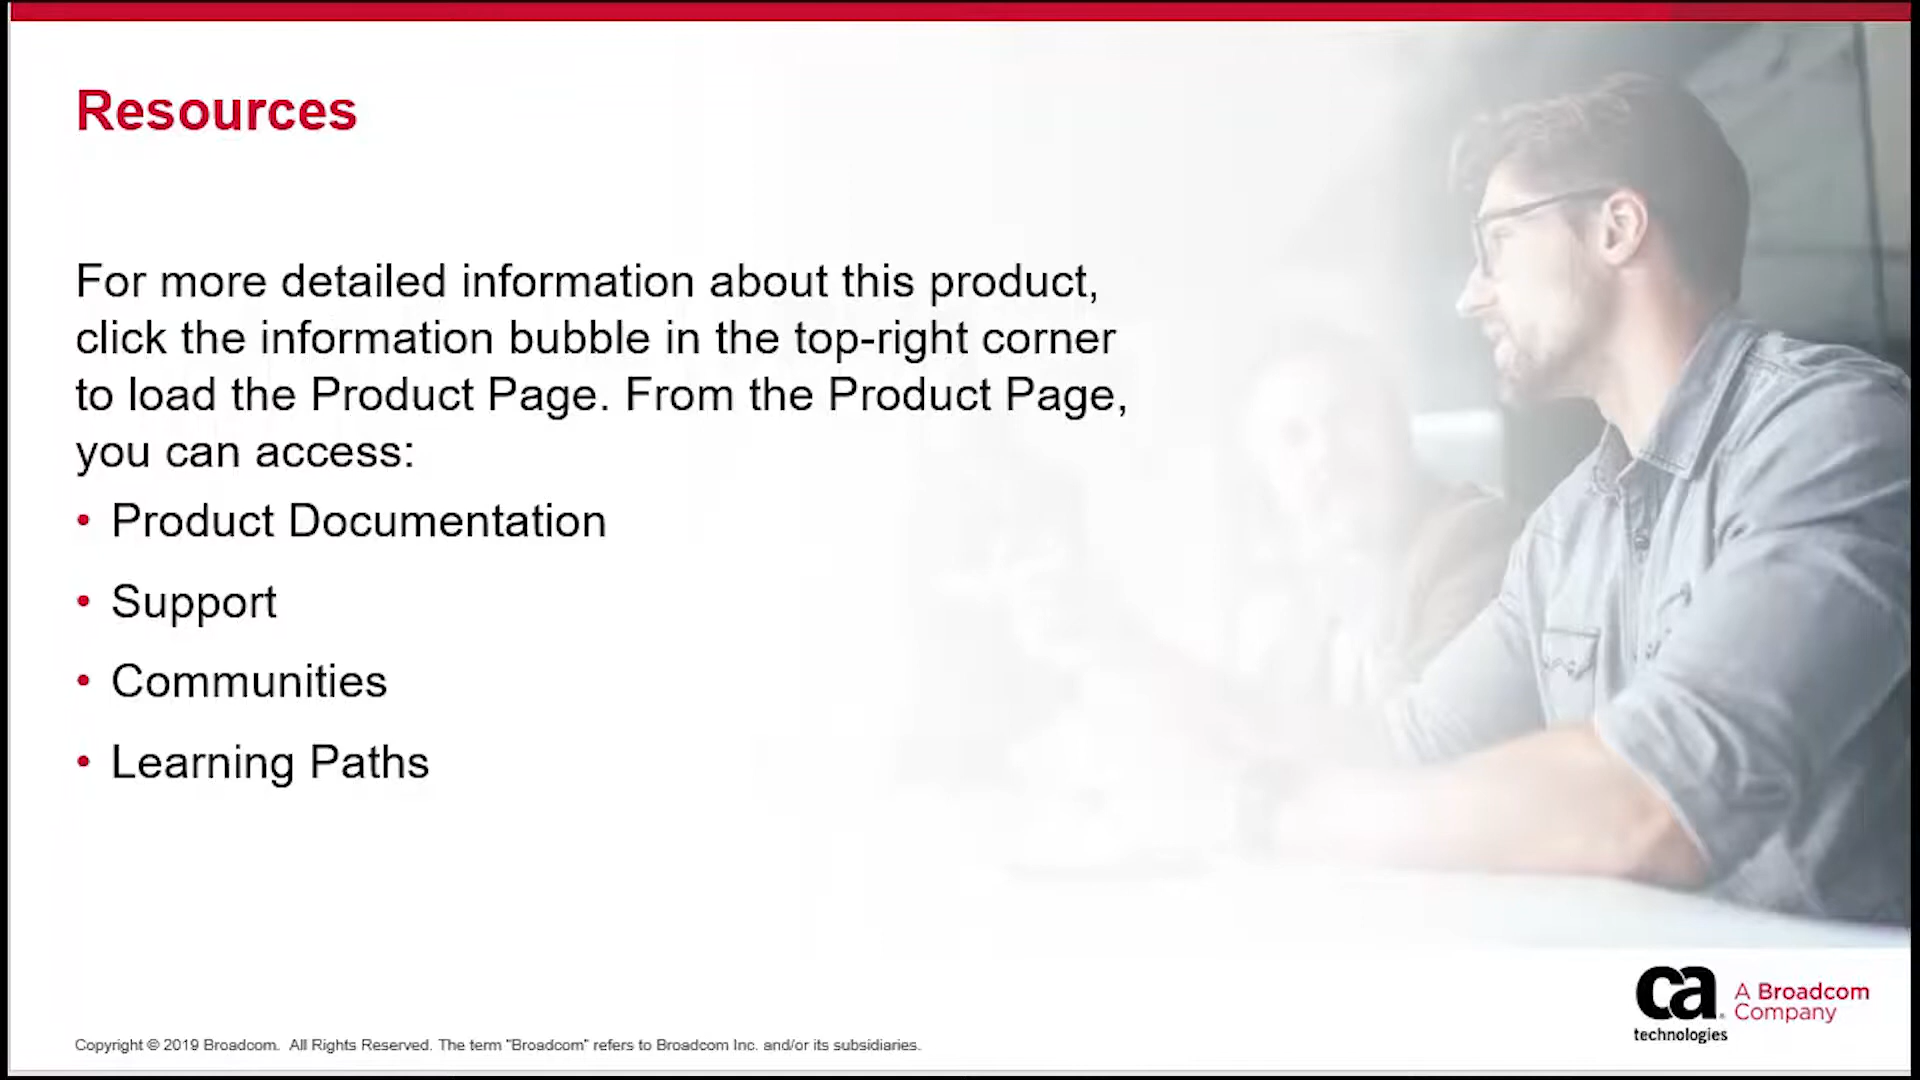 Resources
For more detailed information about this product,
click the information bubble in the top-right corner
to load the Product Page. From the Product Page,
you can access:
• Product Documentation
• Support
• Communities
• Learning Paths
ca
technologies
A Broadcom
Company
Copyright © 2019 Broadcom. All Rights Reserved. The term “Broadcom” refers to Broadcom Inc. and/or its subsidiaries.